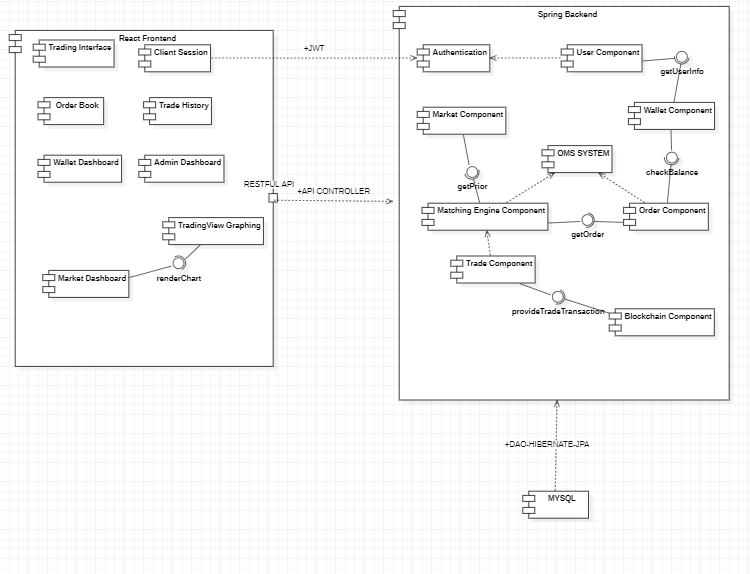 Spring Backend
React Frontend
Trading Interface
Client Session
+JWT
Authentication
User Component
getUserInfo
Order Book
Trade History
Market Component
Wallet Component
Wallet Dashboard
Admin Dashboard
OMS SYSTEM
checkBalance
RESTFUL API
+API CONTROLLER
getPrior
TradingView Graphing
Matching Engine Component
Order Component
getOrder
Market Dashboard
renderChart
Trade Component
provideTradeTransaction
Blockchain Component
+DAO-HIBERNATE-JPA
MYSQL